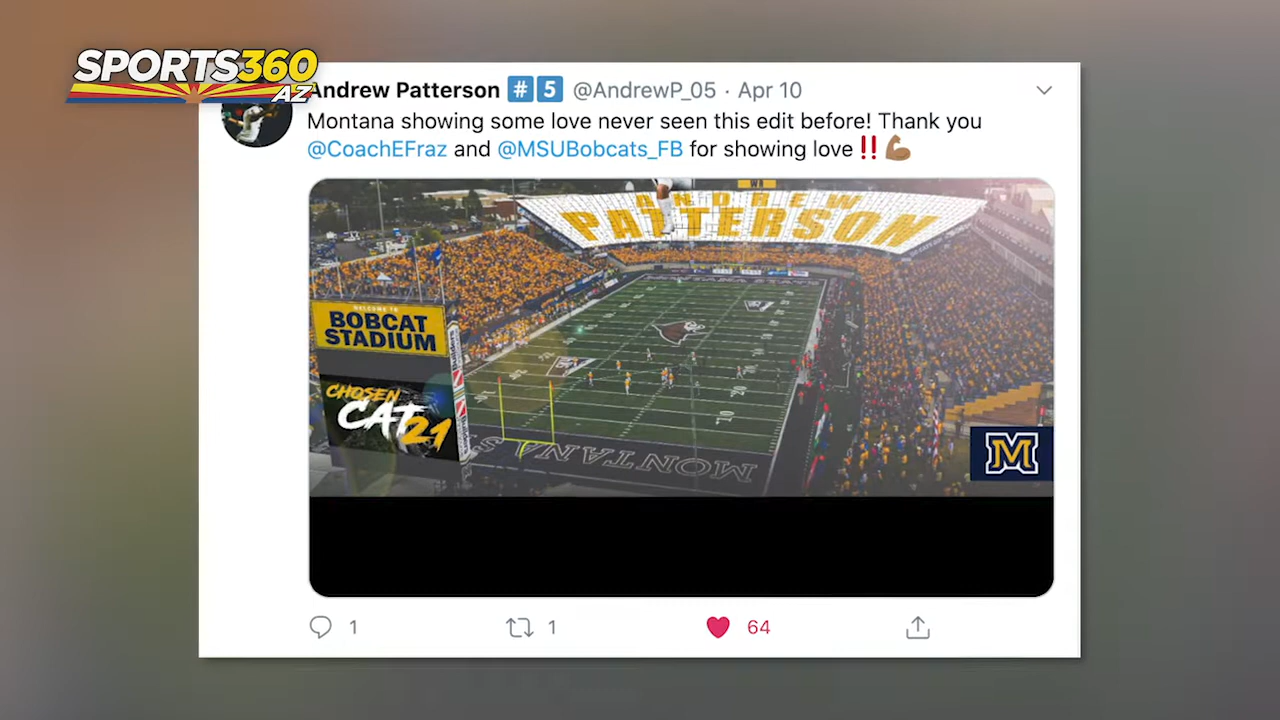 SPORTS360
AZ
Andrew Patterson #️⃣ 5️⃣ @AndrewP_05 · Apr 10
Montana showing some love never seen this edit before! Thank you
@CoachEFraz and @MSUBobcats_FB for showing love‼️💪🏽
ANDREW
PATTERSON
WELCOME TO
BOBCAT
STADIUM
CHOSEN
CAT21
MONTANA
M
1
1
64